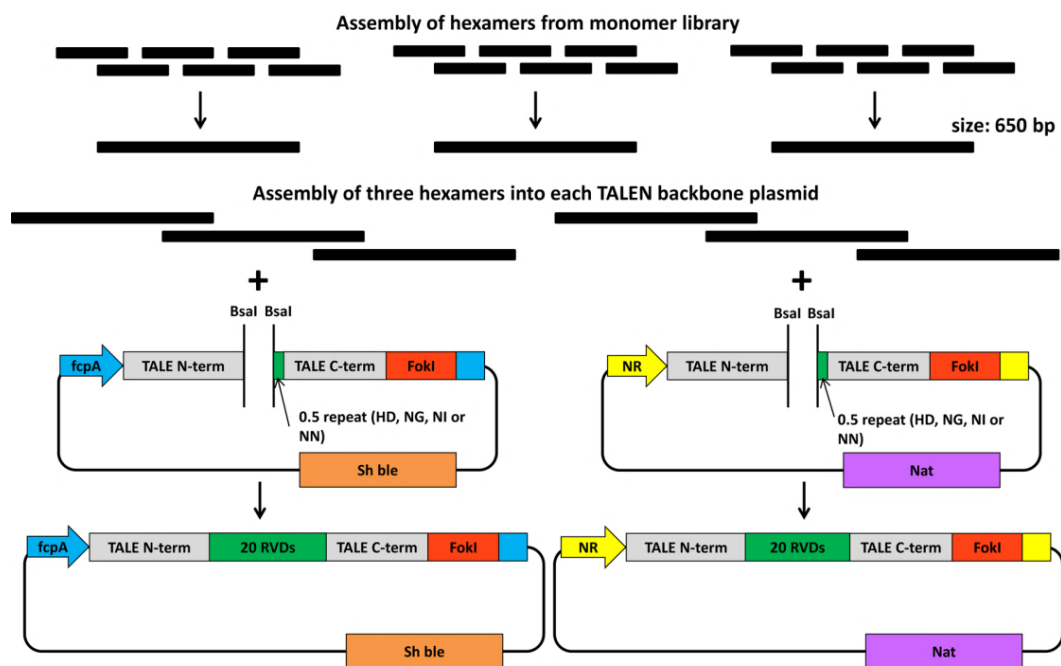 Assembly of hexamers from monomer library
size: 650 bp
Assembly of three hexamers into each TALEN backbone plasmid
+
+
BsaI BsaI
BsaI BsaI
fcpA TALE N-term TALE C-term FokI
NR TALE N-term TALE C-term FokI
0.5 repeat (HD, NG, NI or
NN)
0.5 repeat (HD, NG, NI or
NN)
Sh ble
Nat
fcpA TALE N-term 20 RVDs TALE C-term FokI
NR TALE N-term 20 RVDs TALE C-term FokI
Sh ble
Nat